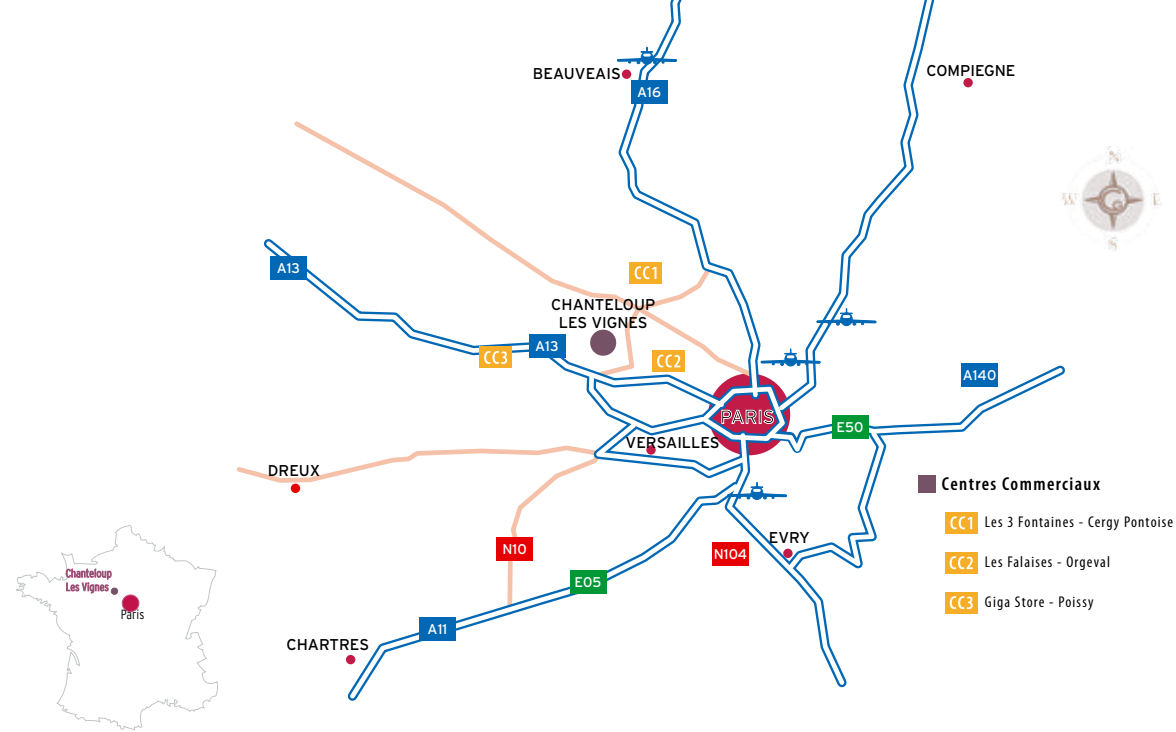 BEAUVEAIS
COMPIEGNE
A16
N
W
E
S
A13
CC1
CHANTELOUP
LES VIGNES
A13
CC3
CC2
A140
PARIS
E50
VERSAILLES
DREUX
Centres Commerciaux
CC1 Les 3 Fontaines - Cergy Pontoise
CC2 Les Falaises - Orgeval
CC3 Giga Store - Poissy
EVRY
N10
N104
E05
Chanteloup
Les Vignes
Paris
A11
CHARTRES